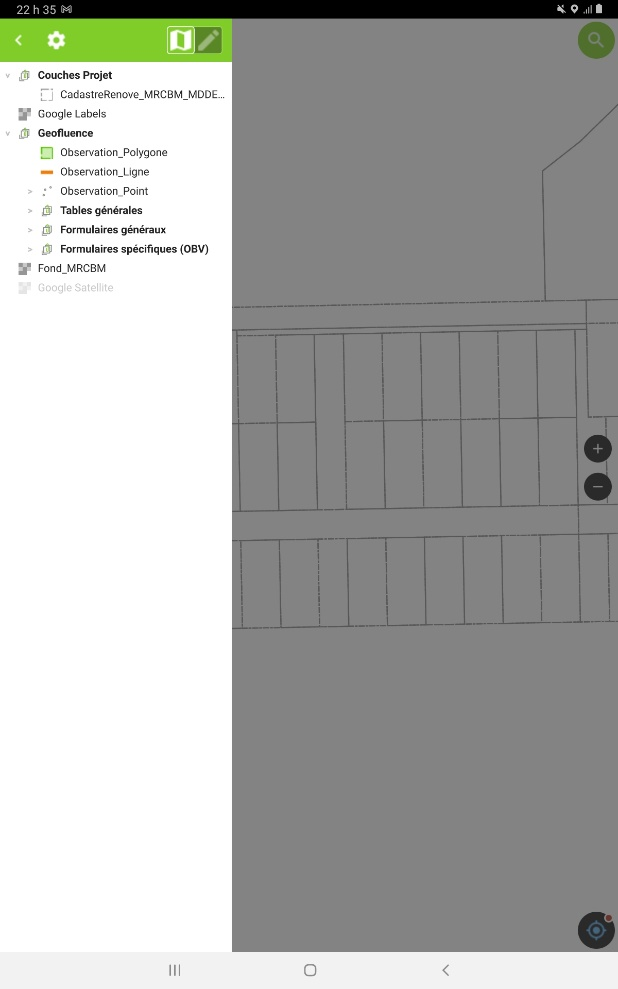 22 h 35
Couches Projet
CadastreRenove_MRCBM_MDDE...
Google Labels
Geofluence
Observation_Polygone
Observation_Ligne
Observation_Point
Tables générales
Formulaires généraux
Formulaires spécifiques (OBV)
Fond_MRCBM
Google Satellite